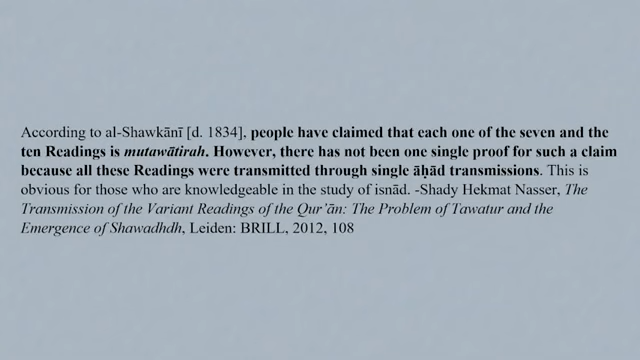 According to al-Shawkānī [d. 1834], people have claimed that each one of the seven and the
ten Readings is mutawātirah. However, there has not been one single proof for such a claim
because all these Readings were transmitted through single āḥād transmissions. This is
obvious for those who are knowledgeable in the study of isnād. -Shady Hekmat Nasser, The
Transmission of the Variant Readings of the Qur’ān: The Problem of Tawatur and the
Emergence of Shawadhdh, Leiden: BRILL, 2012, 108